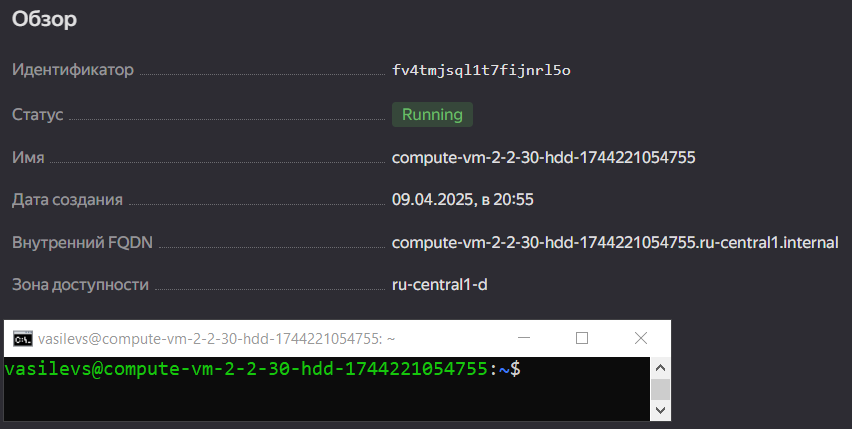 Обзор
Идентификатор fv4tmjsql1t7fijnrl5o
Статус Running
Имя compute-vm-2-2-30-hdd-1744221054755
Дата создания 09.04.2025, в 20:55
Внутренний FQDN compute-vm-2-2-30-hdd-1744221054755.ru-central1.internal
Зона доступности ru-central1-d
vasilevs@compute-vm-2-2-30-hdd-1744221054755: ~
vasilevs@compute-vm-2-2-30-hdd-1744221054755:~$